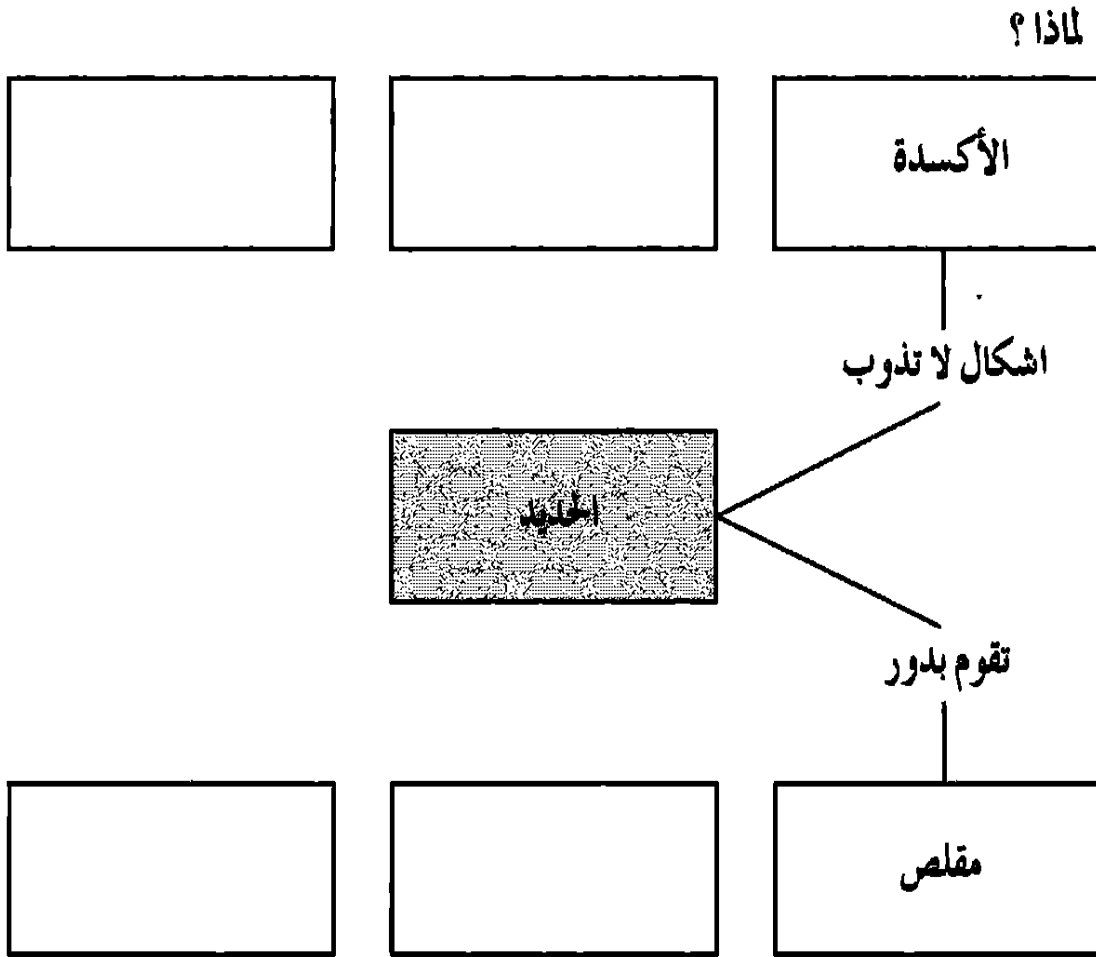 لماذا ؟
الأكسدة
اشكال لا تذوب
الحديد
تقوم بدور
مقلص